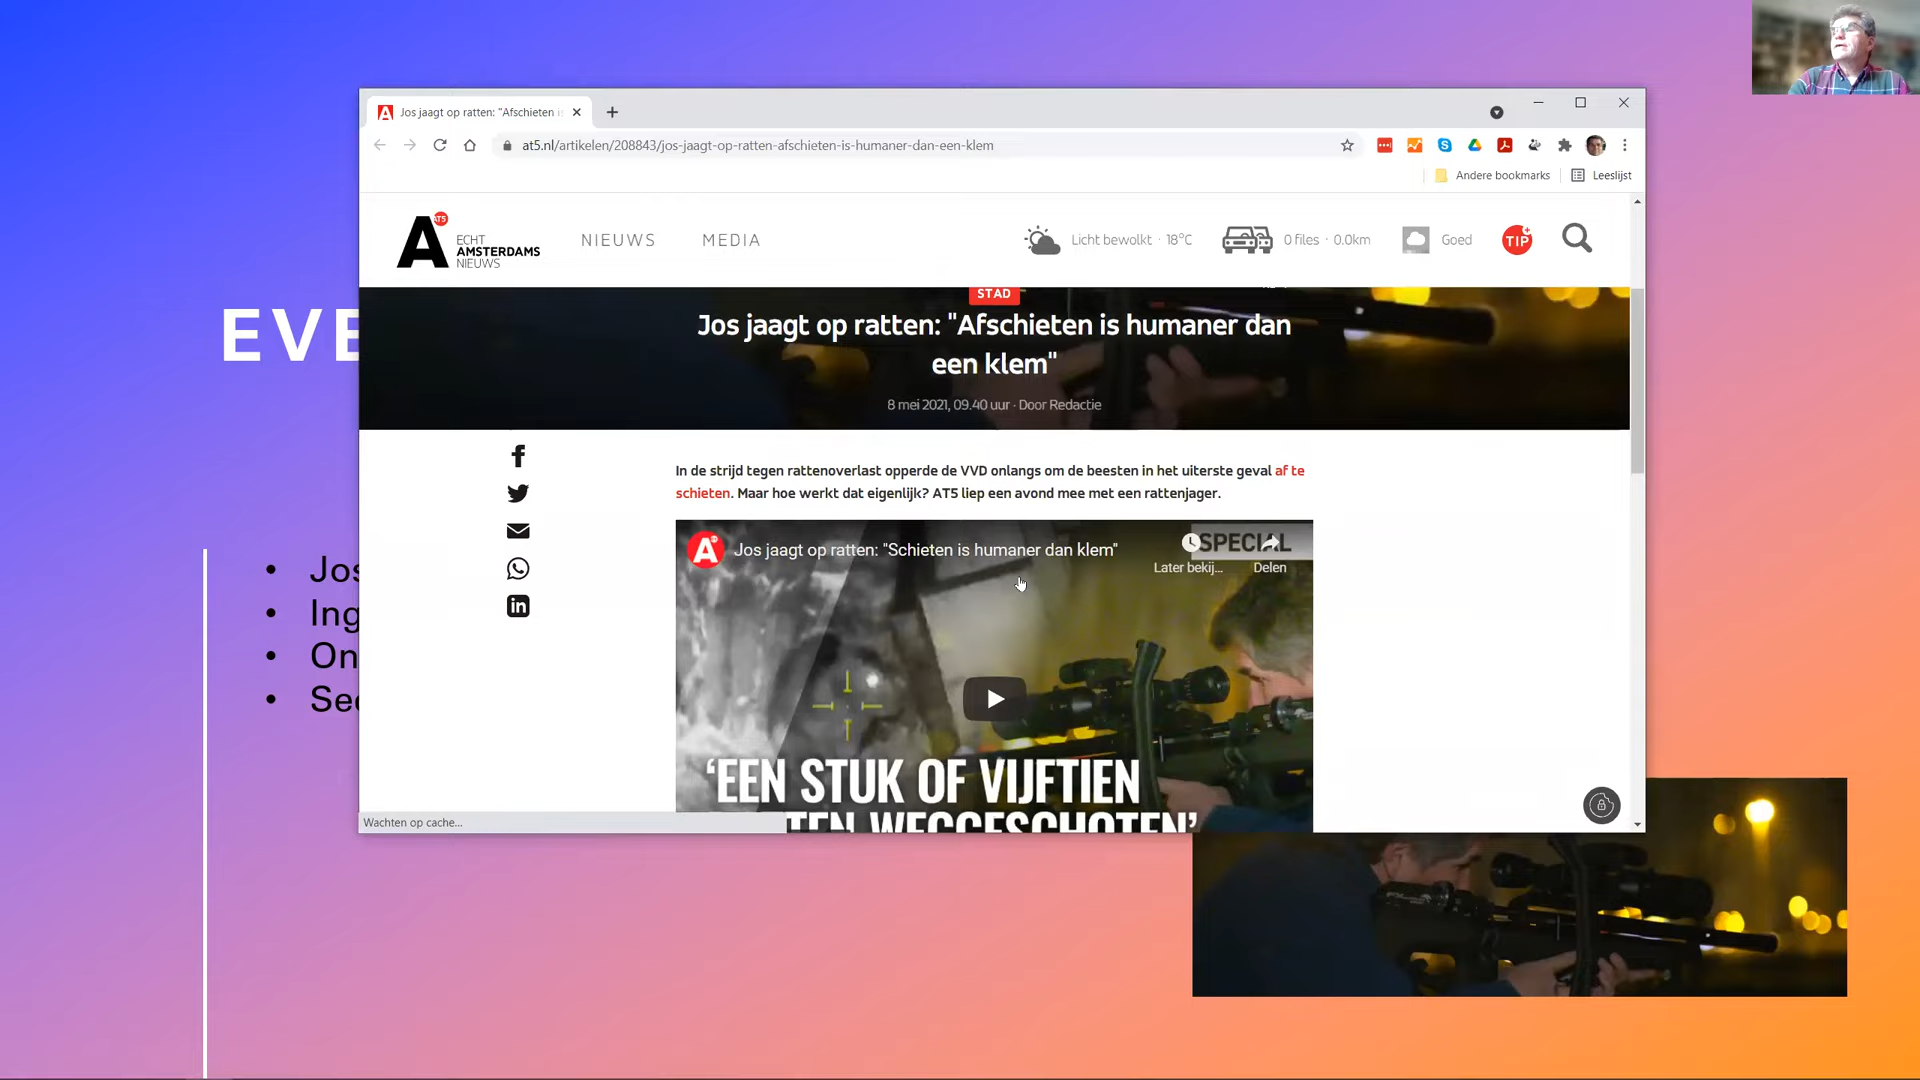 Jos jaagt op ratten: "Afschieten is
at5.nl/artikelen/208843/jos-jaagt-op-ratten-afschieten-is-humaner-dan-een-klem
Andere bookmarks
Leeslijst
A AT5
ECHT
AMSTERDAMS
NIEUWS
NIEUWS
MEDIA
Licht bewolkt · 18°C
0 files · 0.0km
Goed
TIP
STAD
Jos jaagt op ratten: "Afschieten is humaner dan
een klem"
8 mei 2021, 09.40 uur · Door Redactie
In de strijd tegen rattenoverlast opperde de VVD onlangs om de beesten in het uiterste geval af te
schieten. Maar hoe werkt dat eigenlijk? AT5 liep een avond mee met een rattenjager.
Jos jaagt op ratten: "Schieten is humaner dan klem"
SPECIAL
Later bekij...
Delen
'EEN STUK OF VIJFTIEN
WEGGESCHOTEN'
Wachten op cache...
EVE
• Jos
• Ing
• On
• See